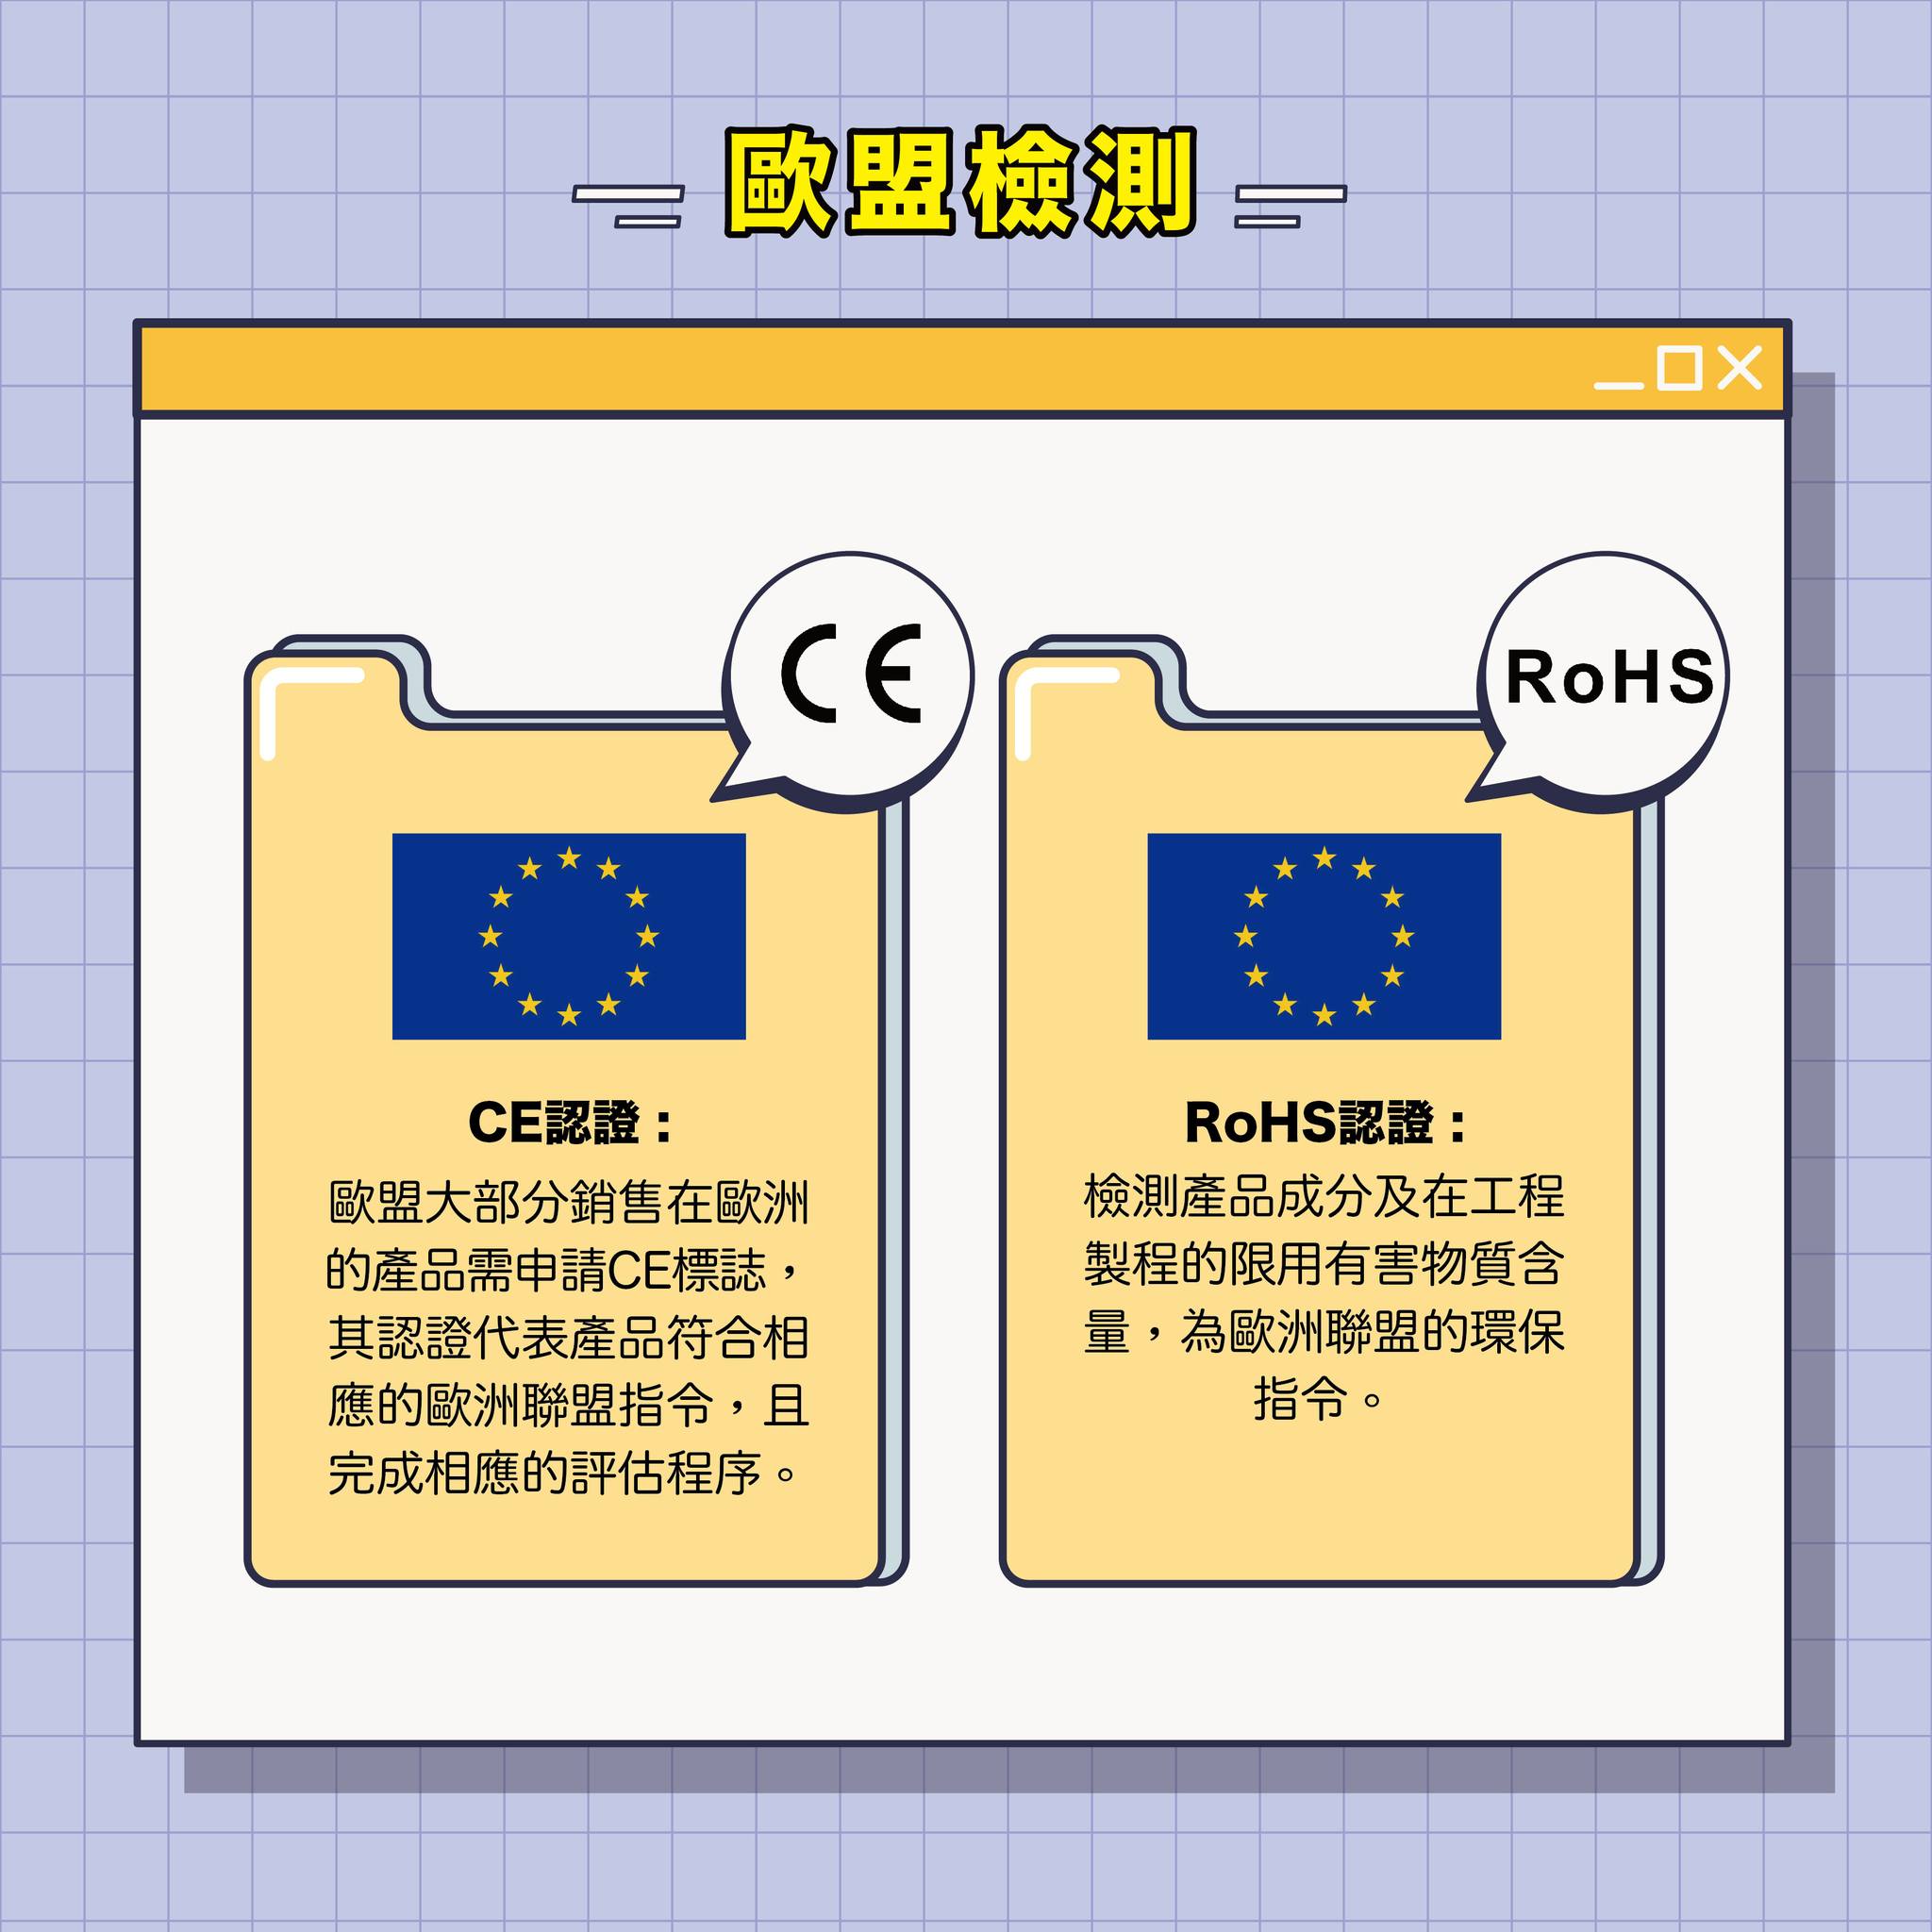 歐盟檢測
CE
RoHS
CE認證：
歐盟大部分銷售在歐洲
的產品需申請CE標誌，
其認證代表產品符合相
應的歐洲聯盟指令，且
完成相應的評估程序。
RoHS認證：
檢測產品成分及在工程
製程的限用有害物質含
量，為歐洲聯盟的環保
指令。